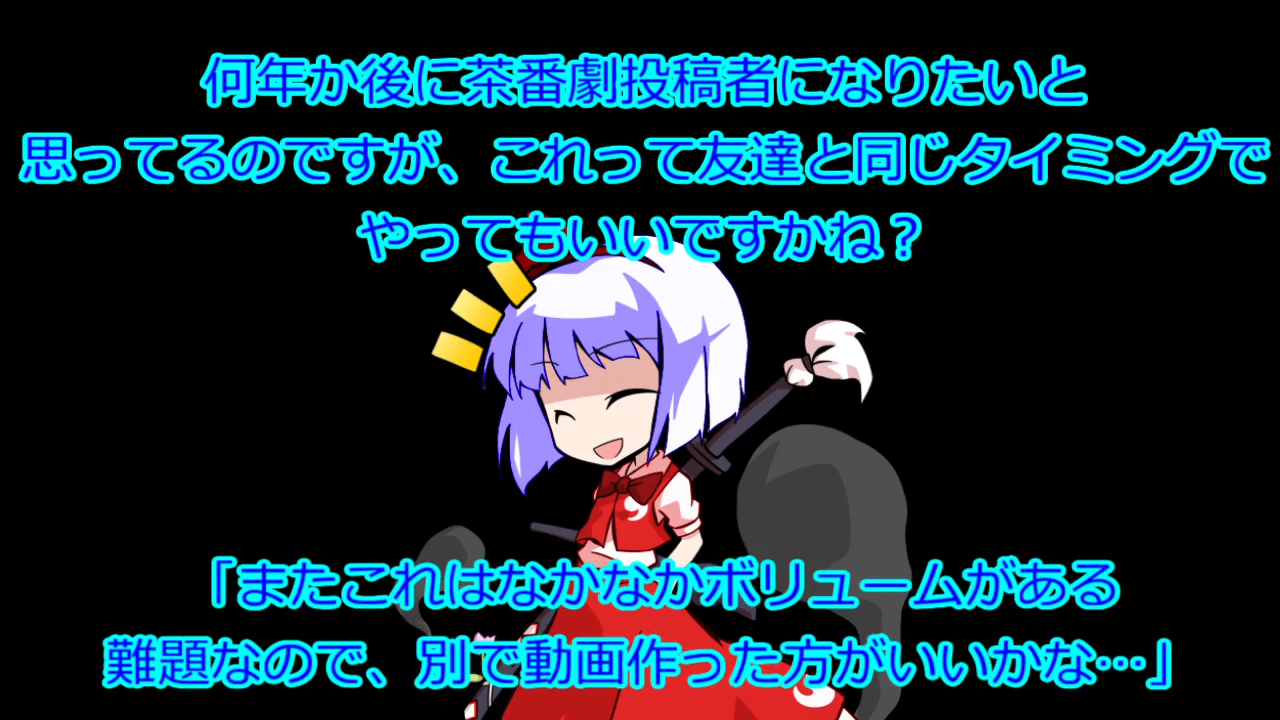 何年か後に茶番劇投稿者になりたいと
思ってるのですが、これって友達と同じタイミングで
やってもいいですかね？
「またこれはなかなかボリュームがある
難題なので、別で動画作った方がいいかな…」